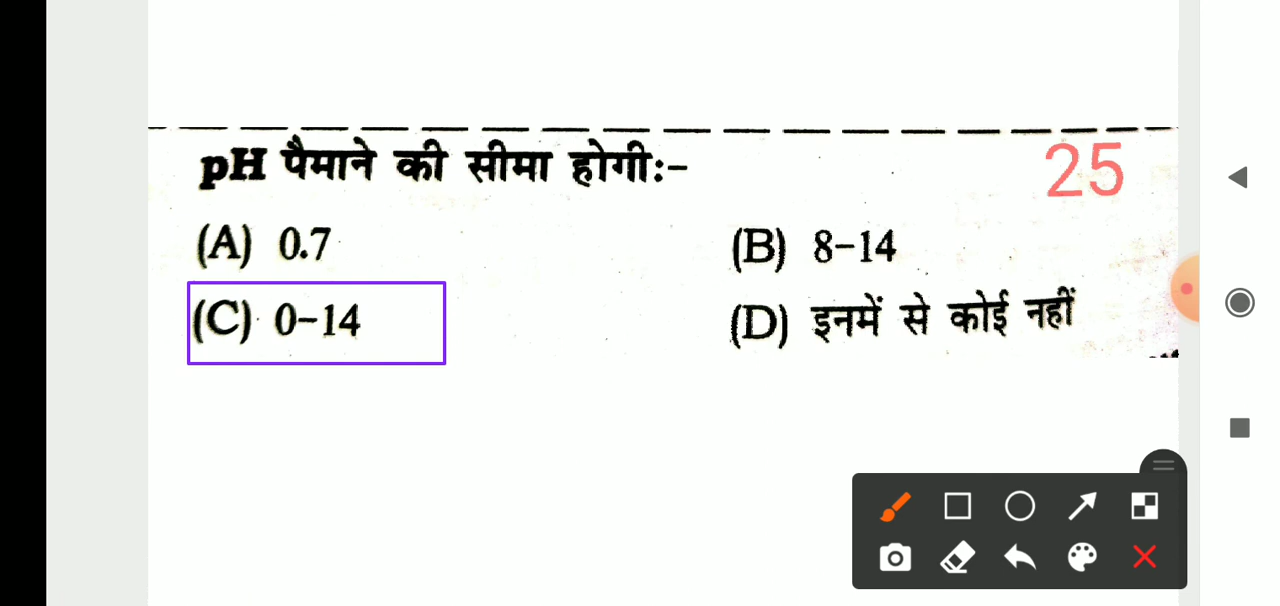 pH पैमाने की सीमा होगी:- 25
(A) 0.7 (B) 8-14
(C) 0-14 (D) इनमें से कोई नहीं